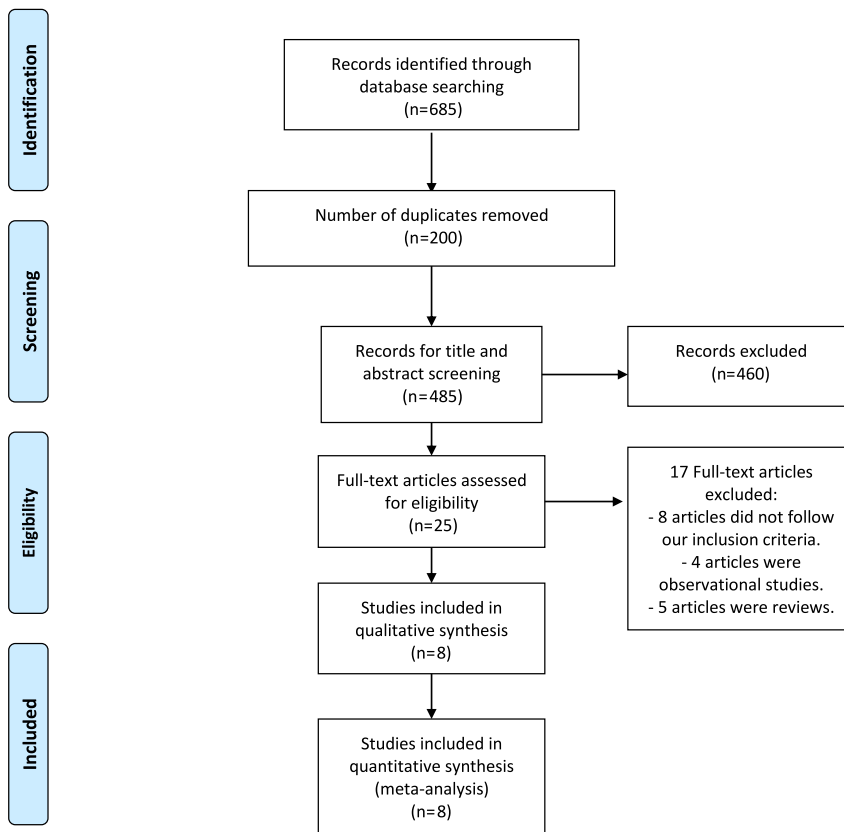 Identification
Records identified through
database searching
(n=685)
Number of duplicates removed
(n=200)
Screening
Records for title and
abstract screening
(n=485)
Records excluded
(n=460)
Eligibility
Full-text articles assessed
for eligibility
(n=25)
17 Full-text articles
excluded:
- 8 articles did not follow
our inclusion criteria.
- 4 articles were
observational studies.
- 5 articles were reviews.
Studies included in
qualitative synthesis
(n=8)
Included
Studies included in
quantitative synthesis
(meta-analysis)
(n=8)